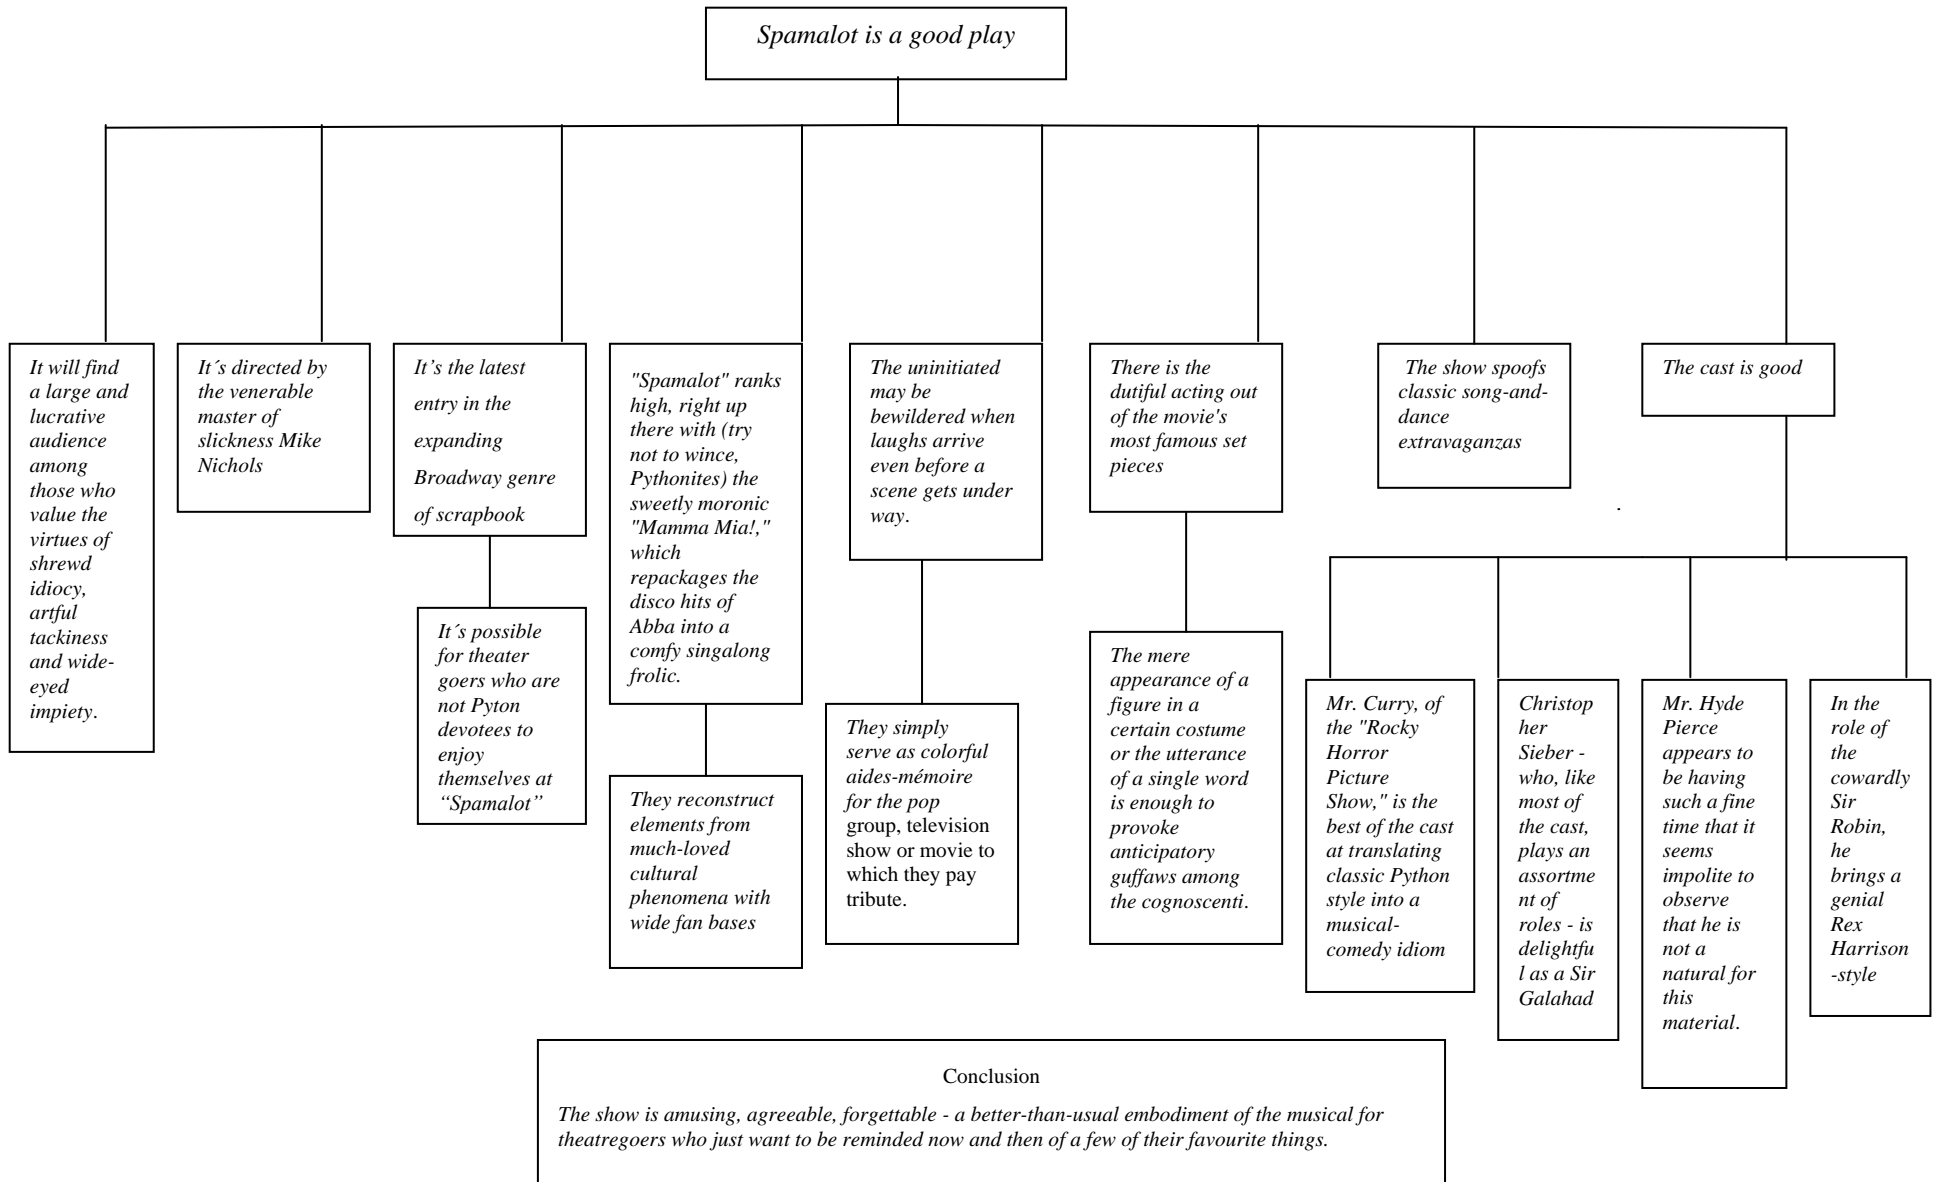 Spamalot is a good play
It will find
a large and
lucrative
audience
among
those who
value the
virtues of
shrewd
idiocy,
artful
tackiness
and wide-
eyed
impiety.
It´s directed by
the venerable
master of
slickness Mike
Nichols
It’s the latest
entry in the
expanding
Broadway genre
of scrapbook
It´s possible
for theater
goers who are
not Pyton
devotees to
enjoy
themselves at
“Spamalot”
"Spamalot" ranks
high, right up
there with (try
not to wince,
Pythonites) the
sweetly moronic
"Mamma Mia!,"
which
repackages the
disco hits of
Abba into a
comfy singalong
frolic.
They reconstruct
elements from
much-loved
cultural
phenomena with
wide fan bases
The uninitiated
may be
bewildered when
laughs arrive
even before a
scene gets under
way.
They simply
serve as colorful
aides-mémoire
for the pop
group, television
show or movie to
which they pay
tribute.
There is the
dutiful acting out
of the movie's
most famous set
pieces
The mere
appearance of a
figure in a
certain costume
or the utterance
of a single word
is enough to
provoke
anticipatory
guffaws among
the cognoscenti.
The show spoofs
classic song-and-
dance
extravaganzas
.
The cast is good
Mr. Curry, of
the "Rocky
Horror
Picture
Show," is the
best of the cast
at translating
classic Python
style into a
musical-
comedy idiom
Christop
her
Sieber -
who, like
most of
the cast,
plays an
assortme
nt of
roles - is
delightfu
l as a Sir
Galahad
Mr. Hyde
Pierce
appears to
be having
such a fine
time that it
seems
impolite to
observe
that he is
not a
natural for
this
material.
In the
role of
the
cowardly
Sir
Robin,
he
brings a
genial
Rex
Harrison
-style
Conclusion
The show is amusing, agreeable, forgettable - a better-than-usual embodiment of the musical for
theatregoers who just want to be reminded now and then of a few of their favourite things.